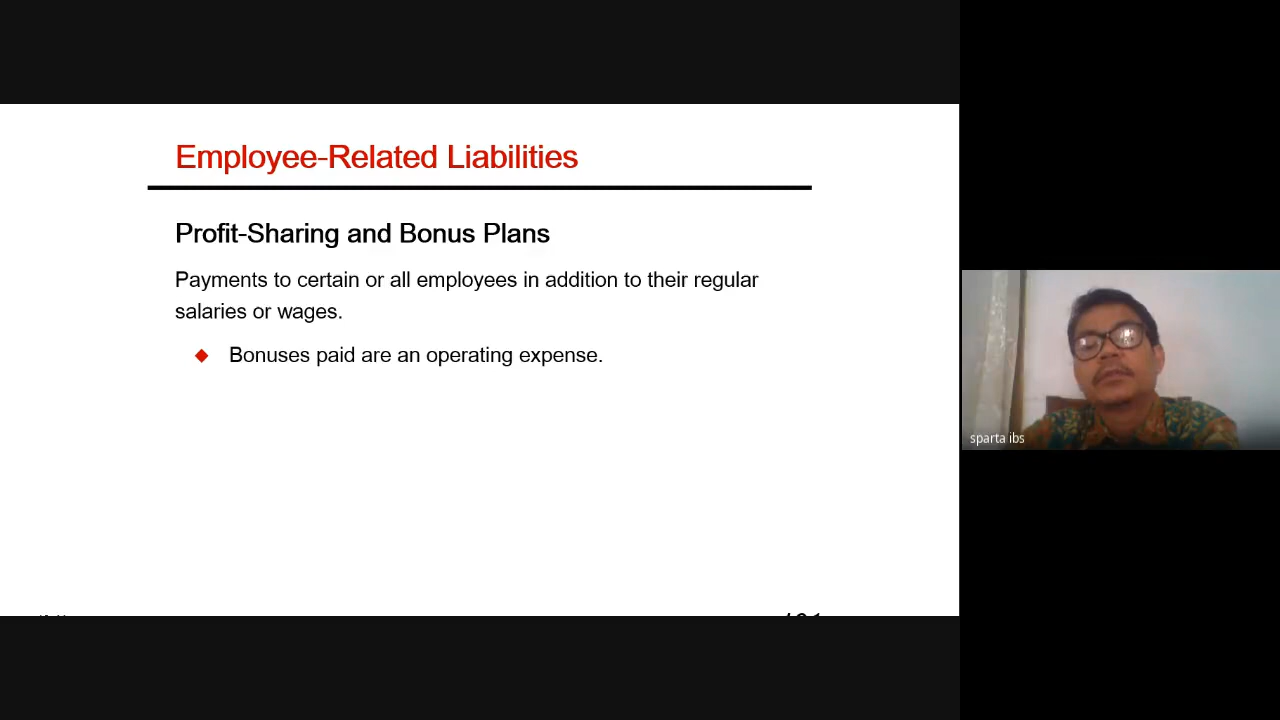 Employee-Related Liabilities
Profit-Sharing and Bonus Plans
Payments to certain or all employees in addition to their regular
salaries or wages.
Bonuses paid are an operating expense.
sparta ibs